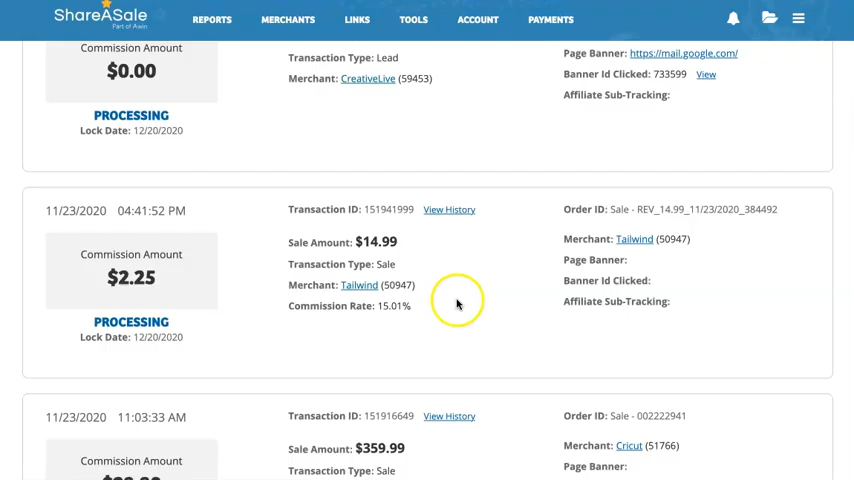 ShareASale
Part of Awin
REPORTS MERCHANTS LINKS TOOLS ACCOUNT PAYMENTS
Commission Amount
$0.00
PROCESSING
Lock Date: 12/20/2020
Transaction Type: Lead
Merchant: CreativeLive (59453)
Page Banner: https://mail.google.com/
Banner Id Clicked: 733599 View
Affiliate Sub-Tracking:
11/23/2020 04:41:52 PM
Commission Amount
$2.25
PROCESSING
Lock Date: 12/20/2020
Transaction ID: 151941999 View History
Sale Amount: $14.99
Transaction Type: Sale
Merchant: Tailwind (50947)
Commission Rate: 15.01%
Order ID: Sale - REV_14.99_11/23/2020_384492
Merchant: Tailwind (50947)
Page Banner:
Banner Id Clicked:
Affiliate Sub-Tracking:
11/23/2020 11:03:33 AM
Commission Amount
Transaction ID: 151916649 View History
Sale Amount: $359.99
Transaction Type: Sale
Order ID: Sale - 002222941
Merchant: Cricut (51766)
Page Banner: